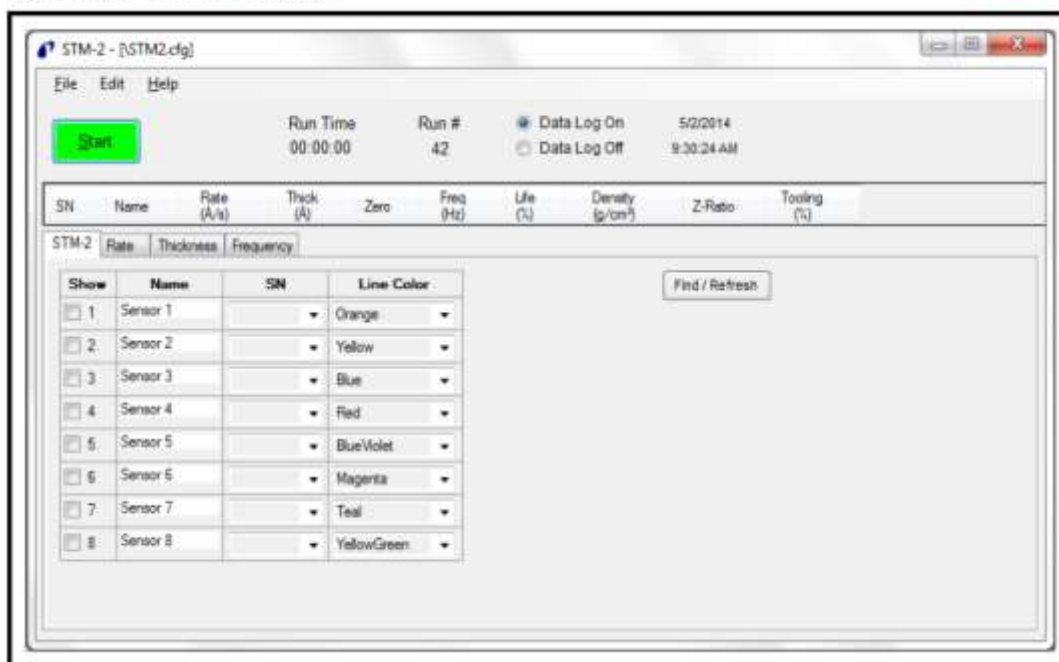 STM-2 - [\STM2.cfg]
File Edit Help
Start
Run Time
00:00:00
Run #
42
Data Log On
Data Log Off
5/2/2014
9:30:24 AM
SN Name Rate (Å/s) Thick (Å) Zero Freq (Hz) Life (%) Density (g/cm³) Z-Ratio Tooling (%)
STM-2 Rate Thickness Frequency
Show Name SN Line Color
1 Sensor 1 Orange
2 Sensor 2 Yellow
3 Sensor 3 Blue
4 Sensor 4 Red
5 Sensor 5 BlueViolet
6 Sensor 6 Magenta
7 Sensor 7 Teal
8 Sensor 8 YellowGreen
Find / Refresh